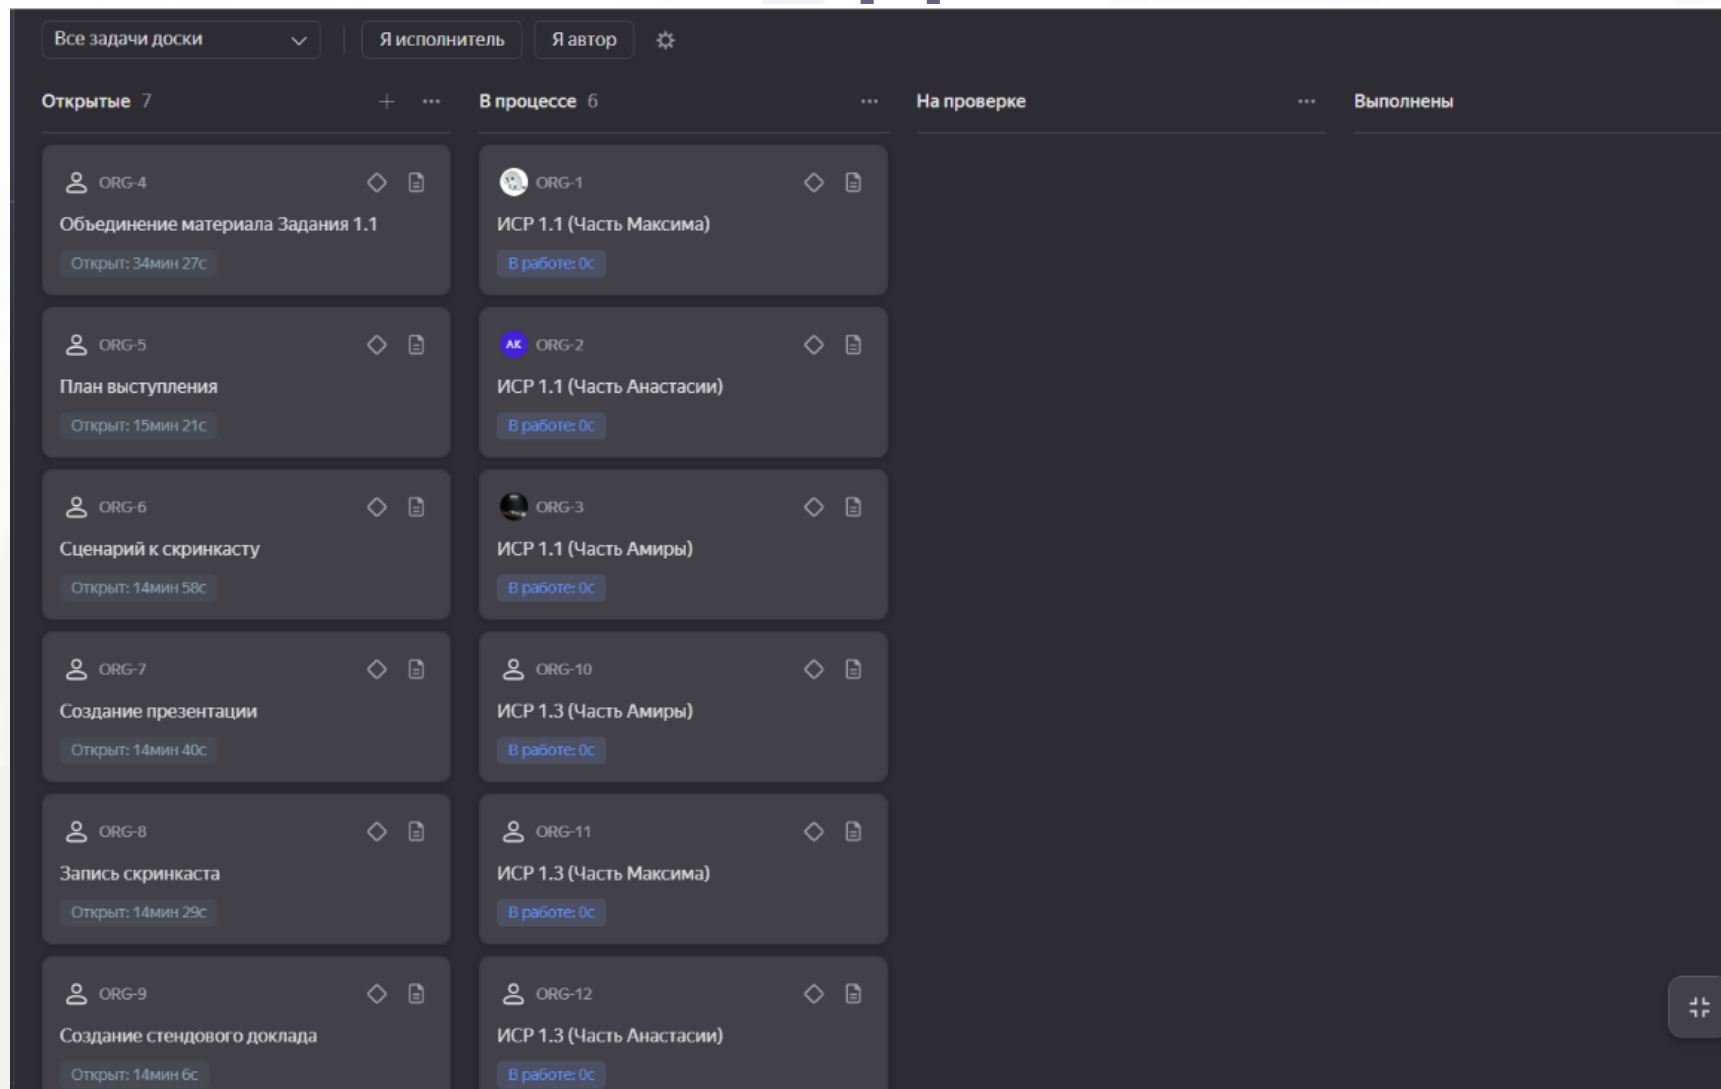 Все задачи доски
Я исполнитель
Я автор
Открытые 7
ORG-4
Объединение материала Задания 1.1
Открыт: 34мин 27с
ORG-5
План выступления
Открыт: 15мин 21с
ORG-6
Сценарий к скринкасту
Открыт: 14мин 58с
ORG-7
Создание презентации
Открыт: 14мин 40с
ORG-8
Запись скринкаста
Открыт: 14мин 29с
ORG-9
Создание стендового доклада
Открыт: 14мин 6с
В процессе 6
ORG-1
ИСР 1.1 (Часть Максима)
В работе: 0с
АК ORG-2
ИСР 1.1 (Часть Анастасии)
В работе: 0с
ORG-3
ИСР 1.1 (Часть Амиры)
В работе: 0с
ORG-10
ИСР 1.3 (Часть Амиры)
В работе: 0с
ORG-11
ИСР 1.3 (Часть Максима)
В работе: 0с
ORG-12
ИСР 1.3 (Часть Анастасии)
В работе: 0с
На проверке
Выполнены